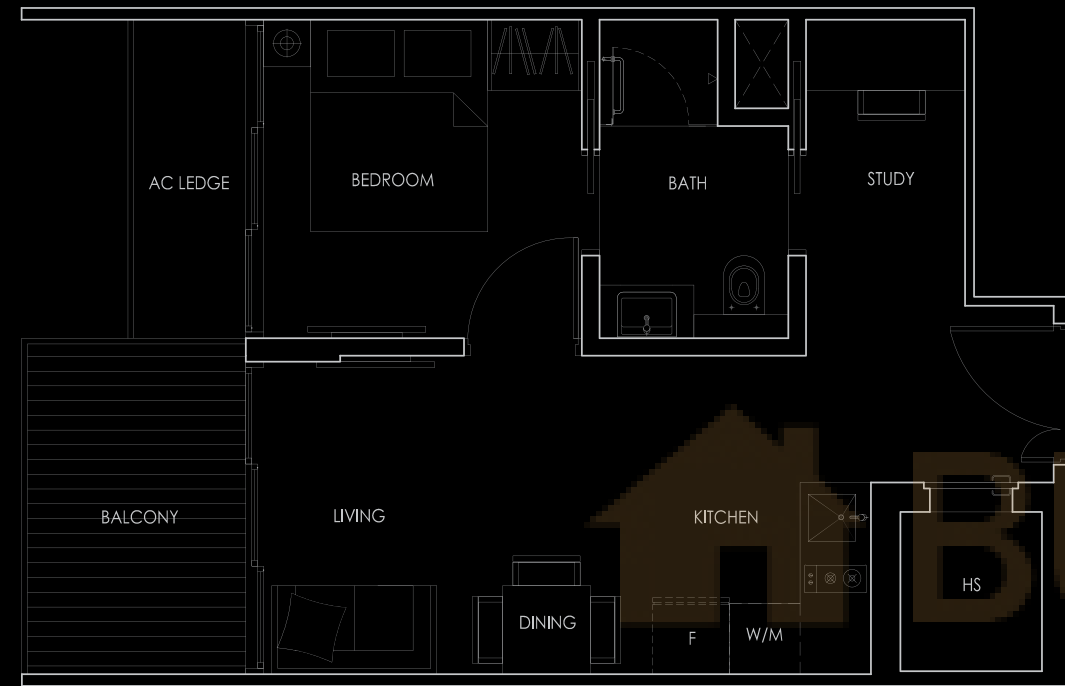 AC LEDGE
BEDROOM
BATH
STUDY
BALCONY
LIVING
KITCHEN
DINING
F
W/M
HS
B